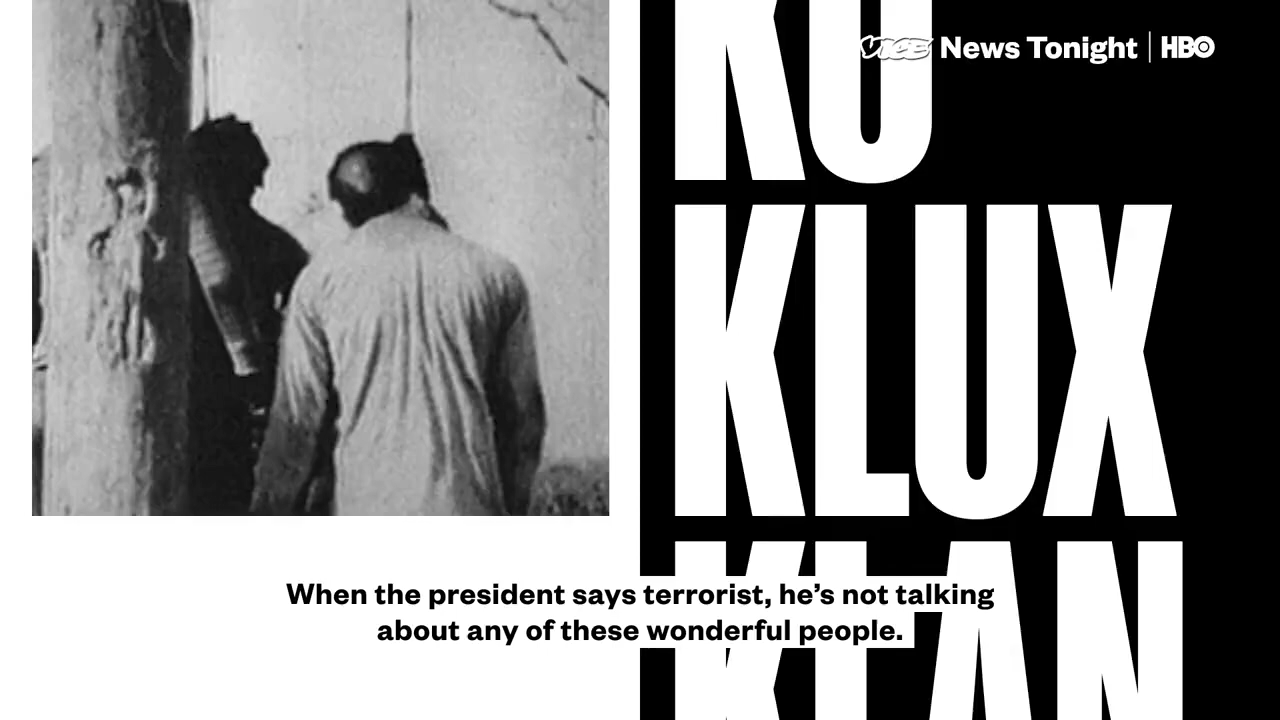 KU
VICE News Tonight | HBO
KLUX
KLAN
When the president says terrorist, he's not talking
about any of these wonderful people.